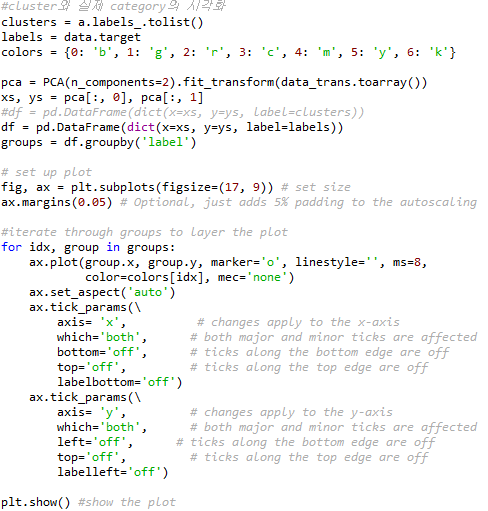 #cluster와 실제 category의 시각화
clusters = a.labels_.tolist()
labels = data.target
colors = {0: 'b', 1: 'g', 2: 'r', 3: 'c', 4: 'm', 5: 'y', 6: 'k'}
pca = PCA(n_components=2).fit_transform(data_trans.toarray())
xs, ys = pca[:, 0], pca[:, 1]
#df = pd.DataFrame(dict(x=xs, y=ys, label=clusters))
df = pd.DataFrame(dict(x=xs, y=ys, label=labels))
groups = df.groupby('label')
# set up plot
fig, ax = plt.subplots(figsize=(17, 9)) # set size
ax.margins(0.05) # Optional, just adds 5% padding to the autoscaling
#iterate through groups to layer the plot
for idx, group in groups:
    ax.plot(group.x, group.y, marker='o', linestyle='', ms=8,
            color=colors[idx], mec='none')
    ax.set_aspect('auto')
    ax.tick_params(\
        axis= 'x',          # changes apply to the x-axis
        which='both',      # both major and minor ticks are affected
        bottom='off',      # ticks along the bottom edge are off
        top='off',         # ticks along the top edge are off
        labelbottom='off')
    ax.tick_params(\
        axis= 'y',         # changes apply to the y-axis
        which='both',      # both major and minor ticks are affected
        left='off',      # ticks along the bottom edge are off
        top='off',         # ticks along the top edge are off
        labelleft='off')
plt.show() #show the plot